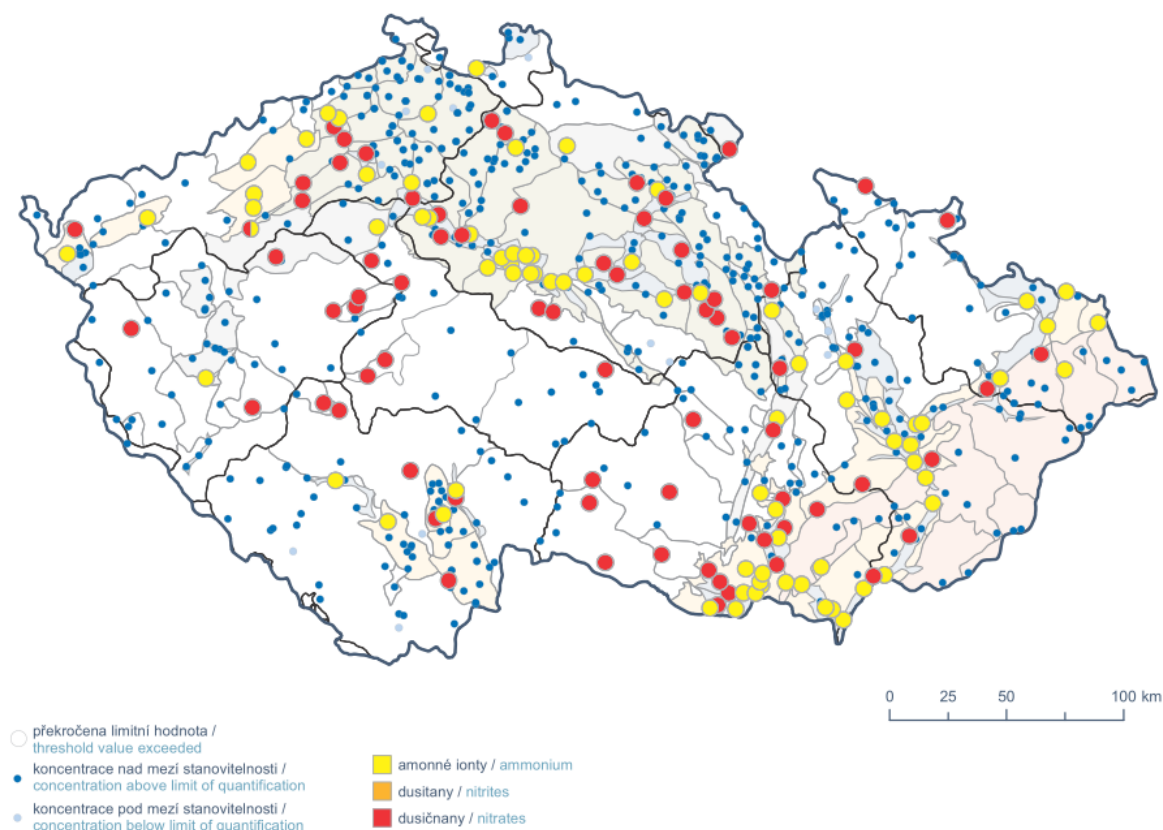 0 25 50 100 km
překročena limitní hodnota /
threshold value exceeded
koncentrace nad mezí stanovitelnosti /
concentration above limit of quantification
koncentrace pod mezí stanovitelnosti /
concentration below limit of quantification
amonné ionty / ammonium
dusitany / nitrites
dusičnany / nitrates